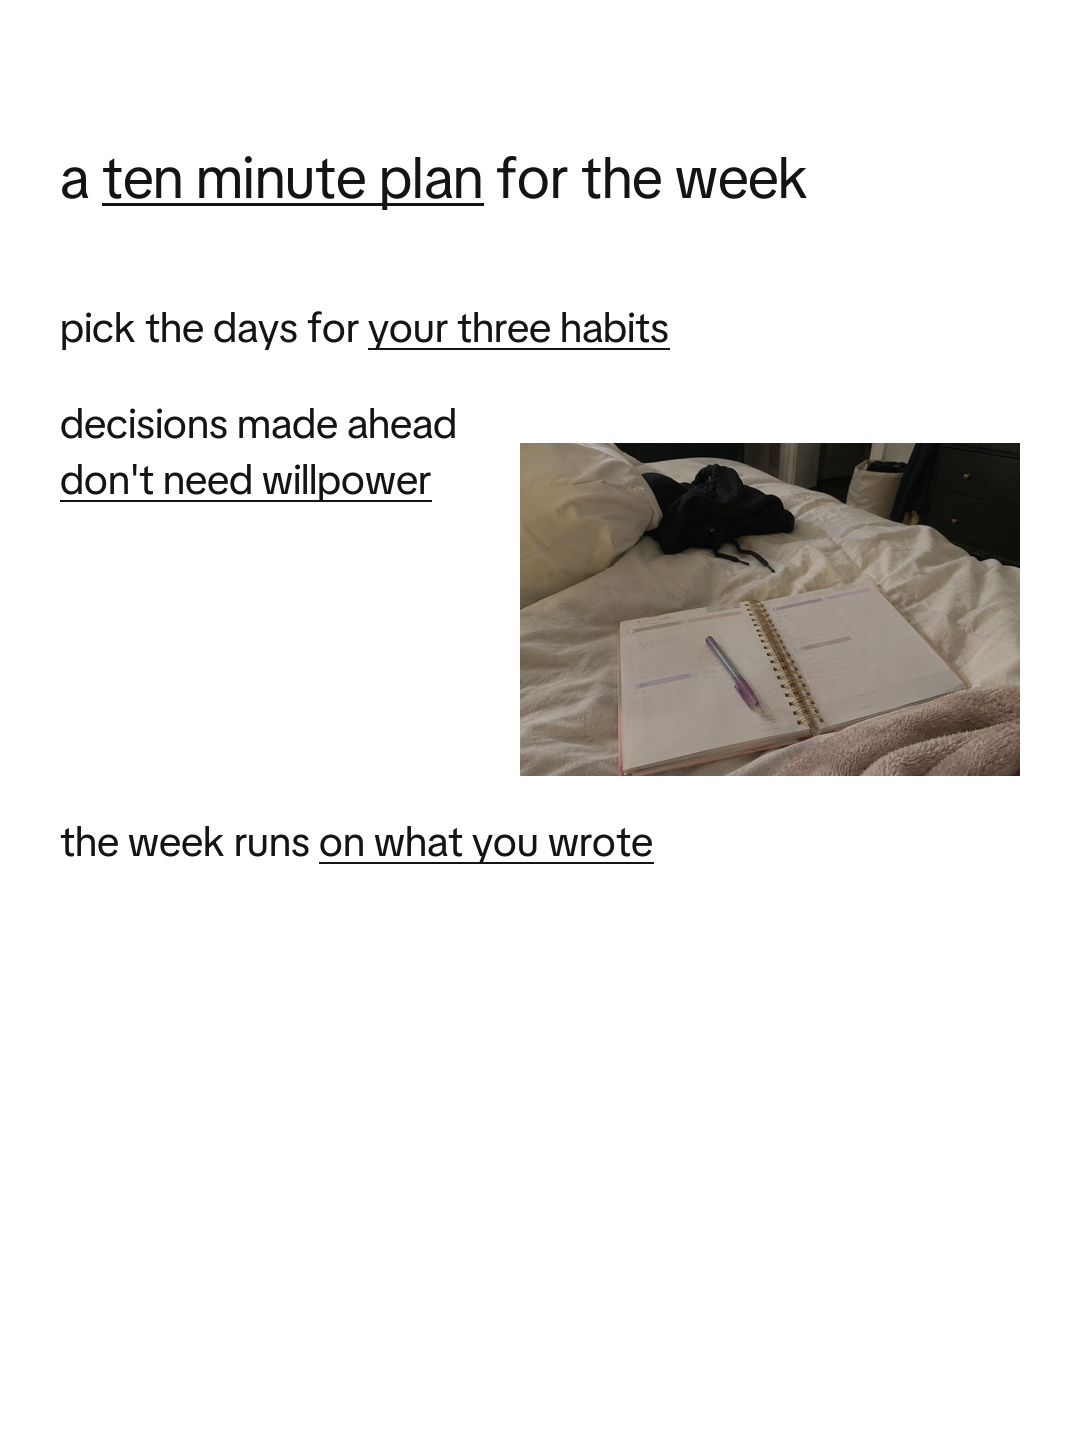 a ten minute plan for the week
pick the days for your three habits
decisions made ahead
don't need willpower
the week runs on what you wrote